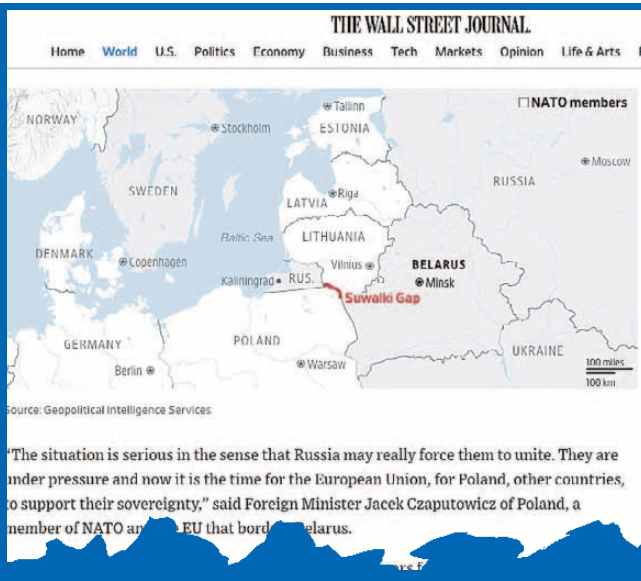 THE WALL STREET JOURNAL.
Home World U.S. Politics Economy Business Tech Markets Opinion Life & Arts
NATO members
NORWAY
Tallinn
Stockholm
ESTONIA
Moscow
SWEDEN
RUSSIA
Riga
LATVIA
Baltic Sea
LITHUANIA
DENMARK
Copenhagen
Vilnius
BELARUS
Kaliningrad RUS.
Minsk
Suwalki Gap
GERMANY
POLAND
UKRAINE
Berlin
Warsaw
100 miles
100 km
Source: Geopolitical Intelligence Services
"The situation is serious in the sense that Russia may really force them to unite. They are
under pressure and now it is the time for the European Union, for Poland, other countries,
to support their sovereignty," said Foreign Minister Jacek Czaputowicz of Poland, a
member of NATO EU that